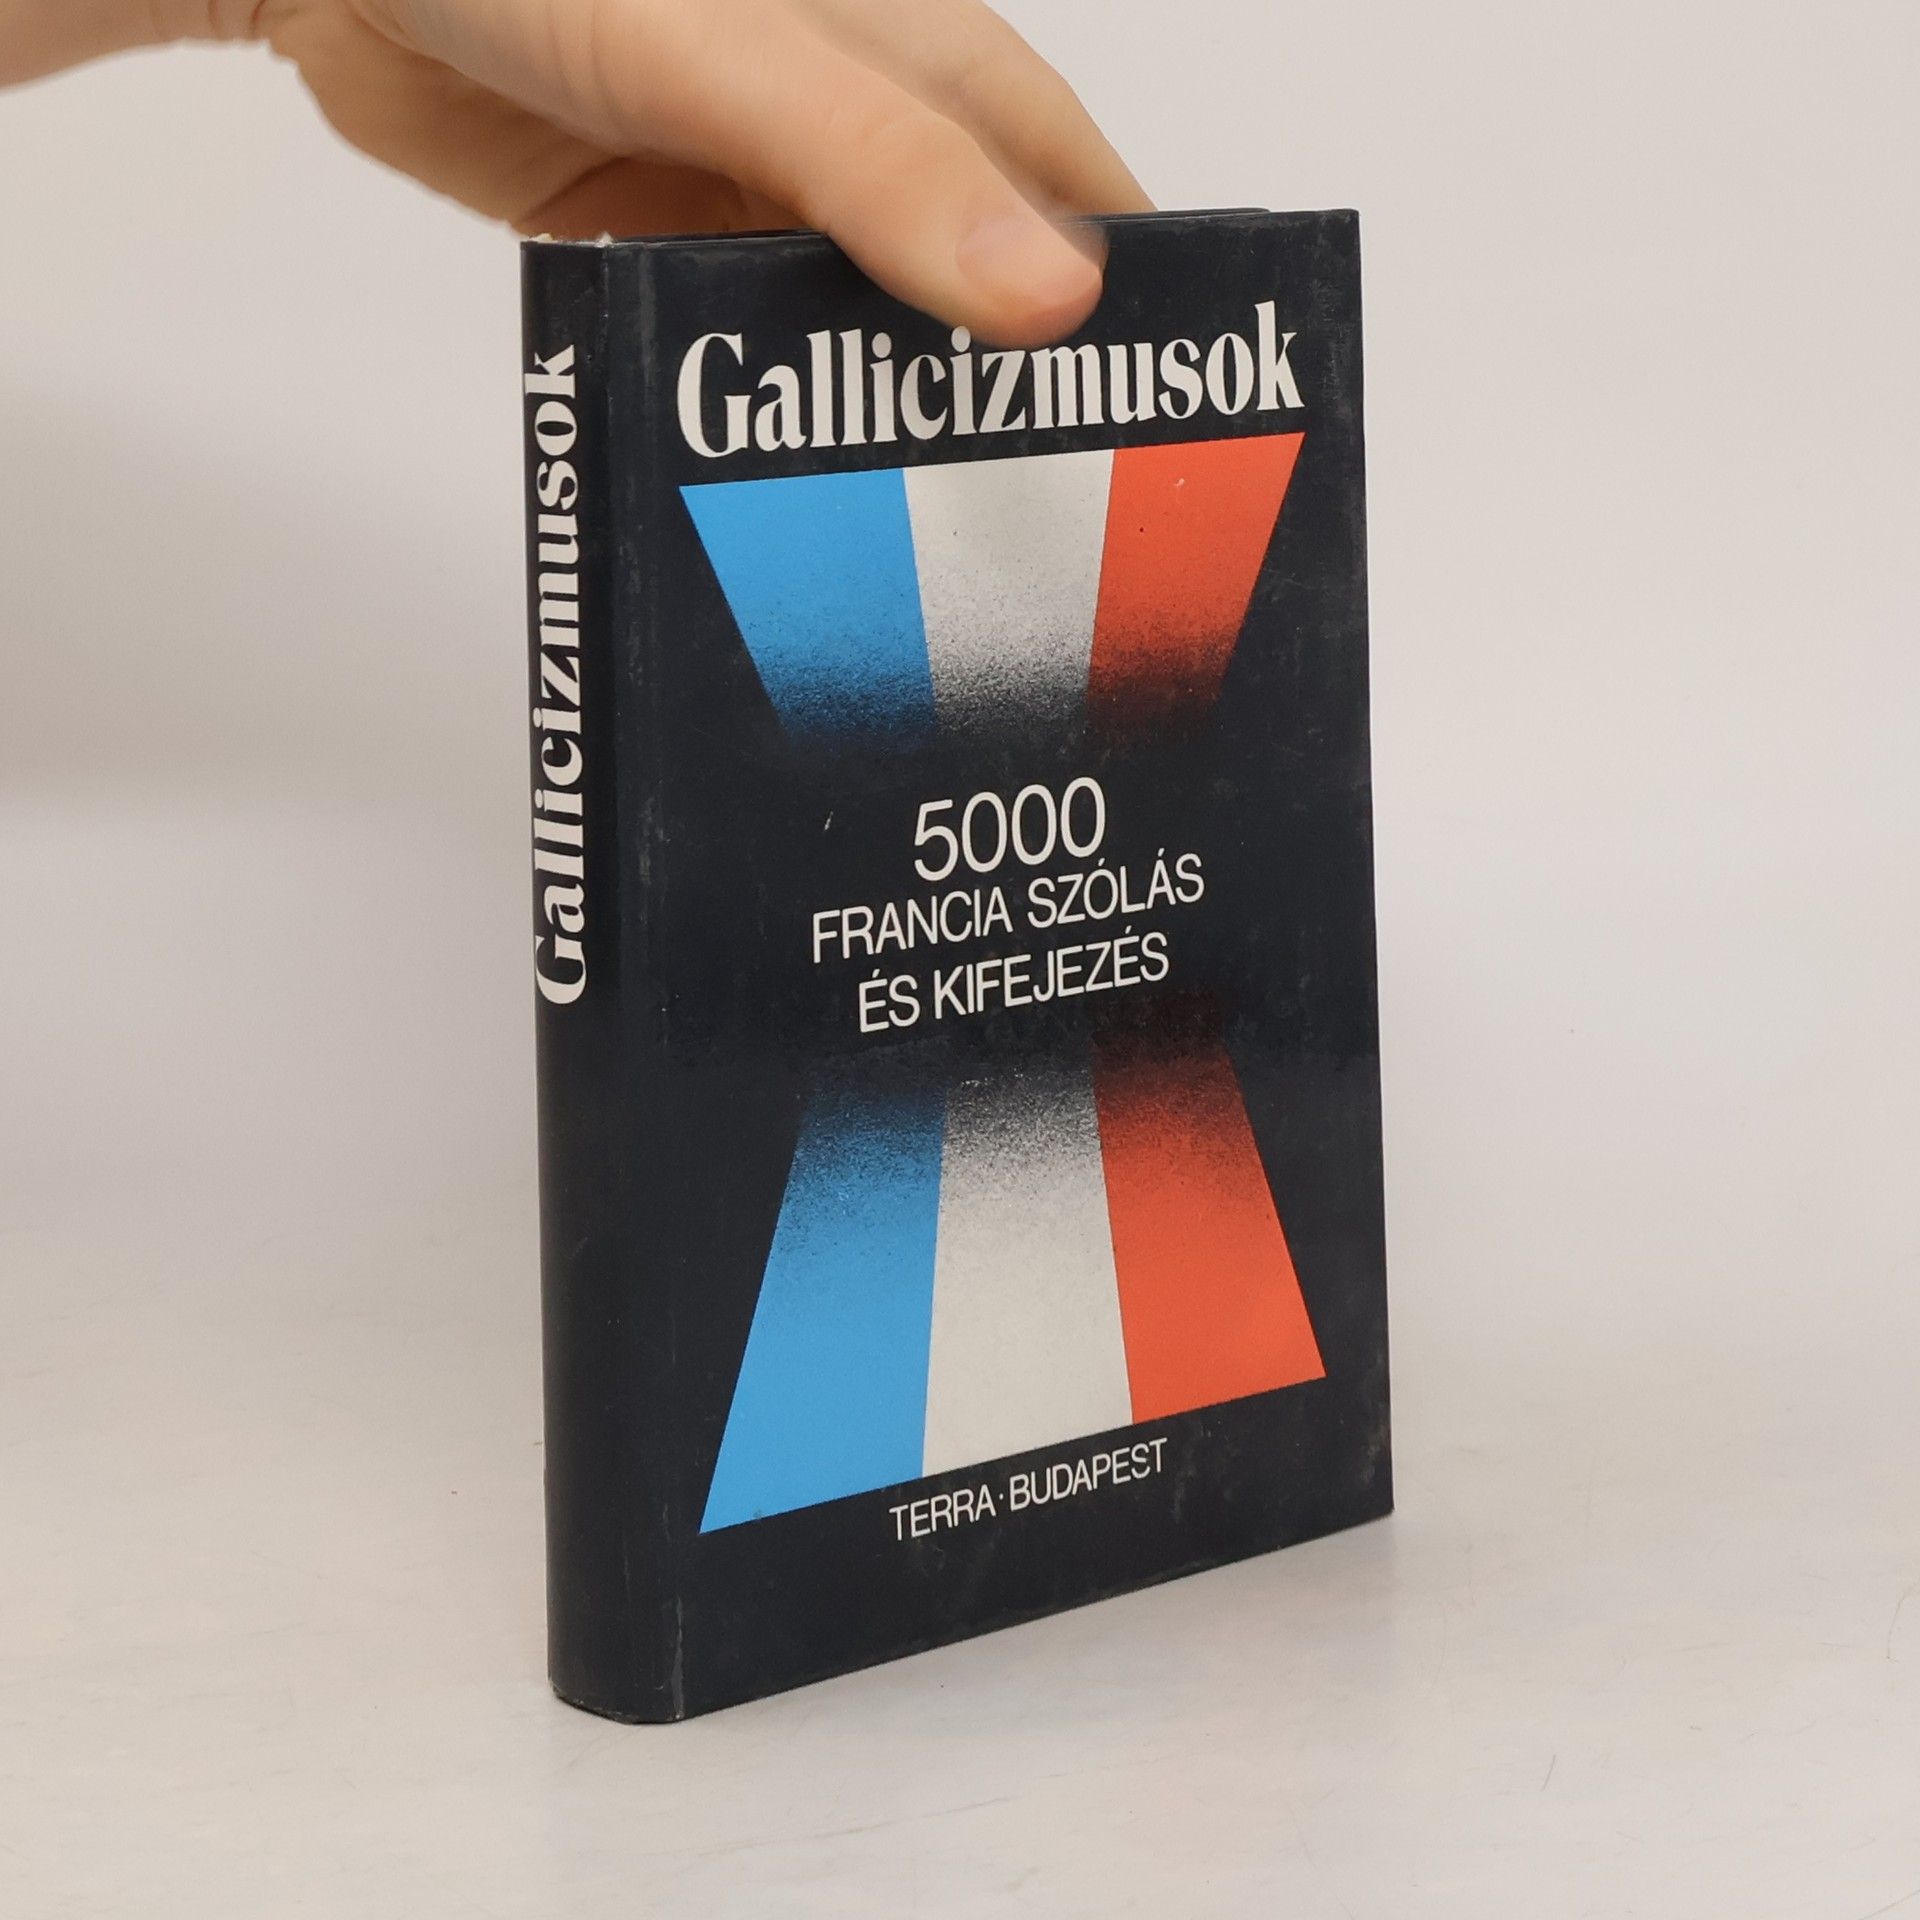 Gallicizmusok
Gallicizmusok
5000
FRANCIA SZÓLÁS
ÉS KIFEJEZÉS
TERRA · BUDAPEST